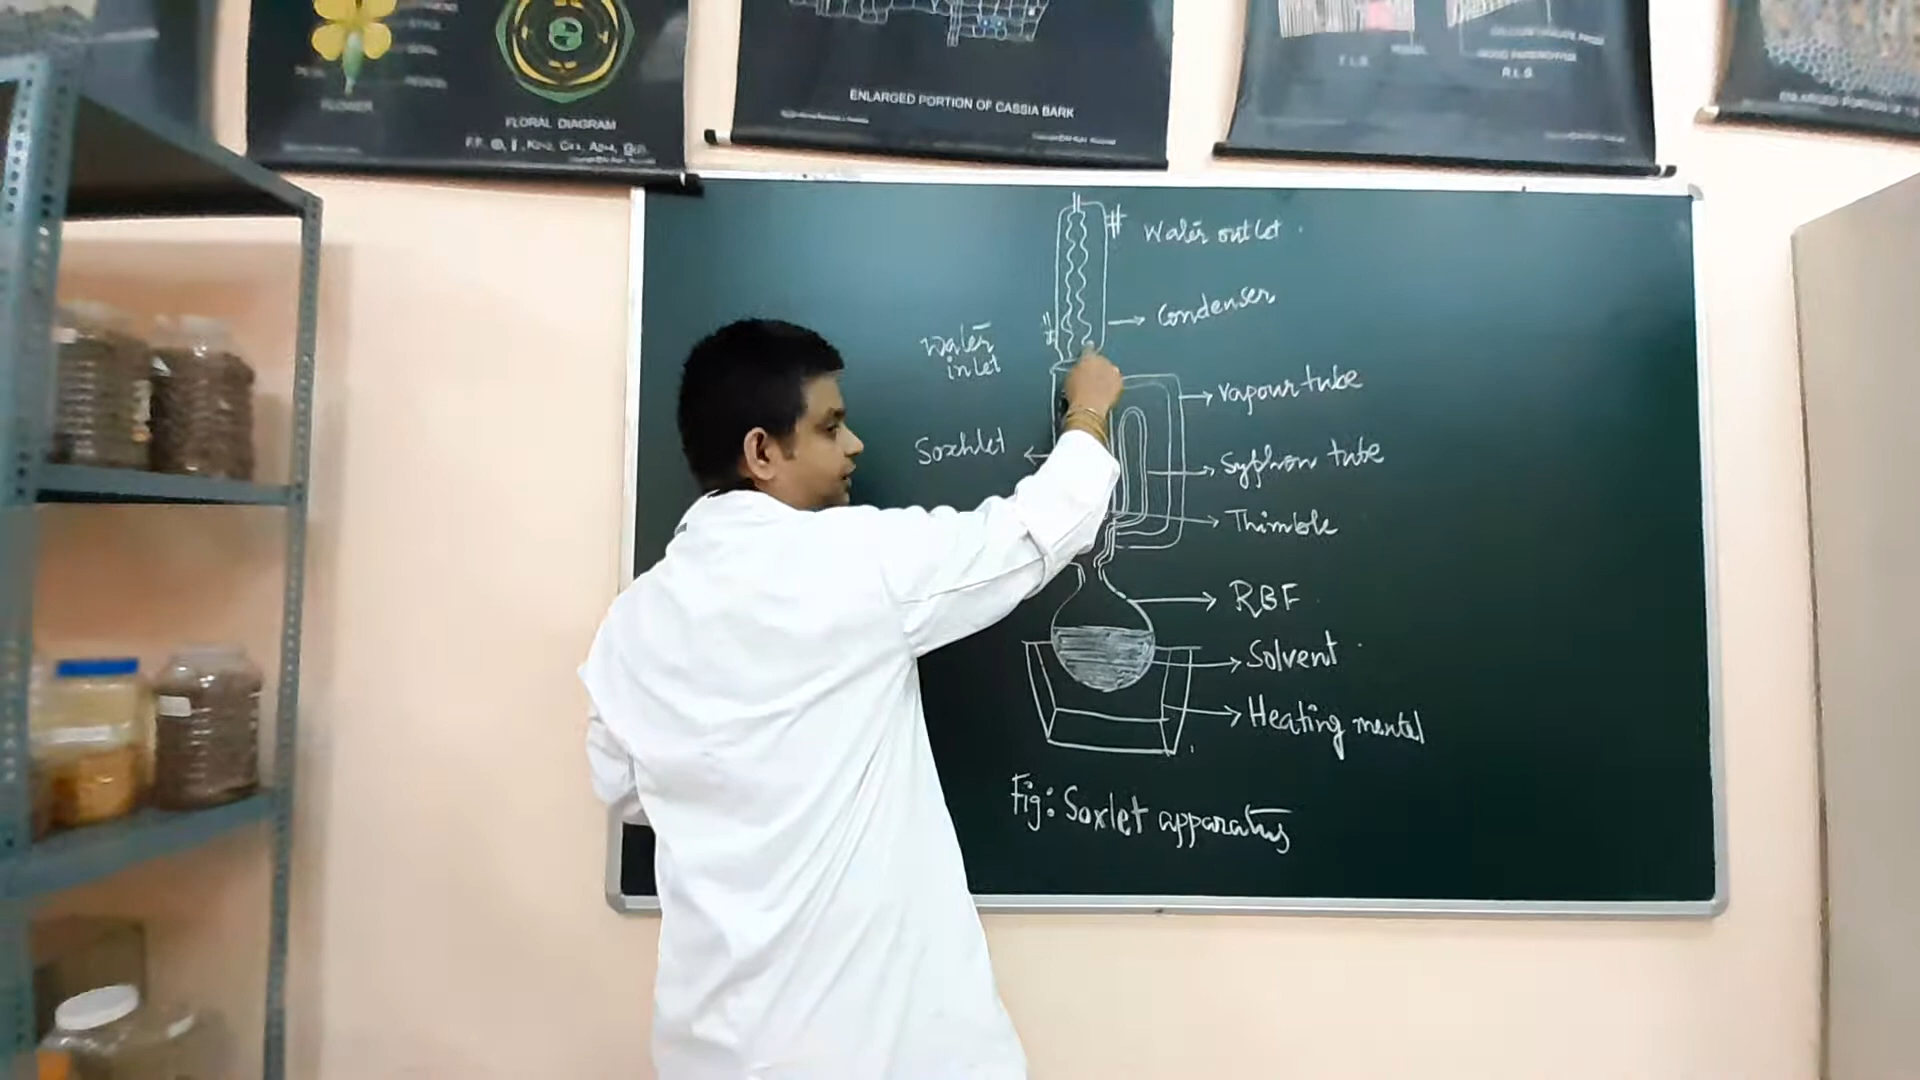 FLOWER
FLORAL DIAGRAM
ENLARGED PORTION OF CASSIA BARK
T.L.S.
R.L.S.
Water outlet
Condenser
Water
inlet
Vapour tube
Soxhlet
Syphon tube
Thimble
RBF
Solvent
Heating mental
Fig: Soxlet apparatus